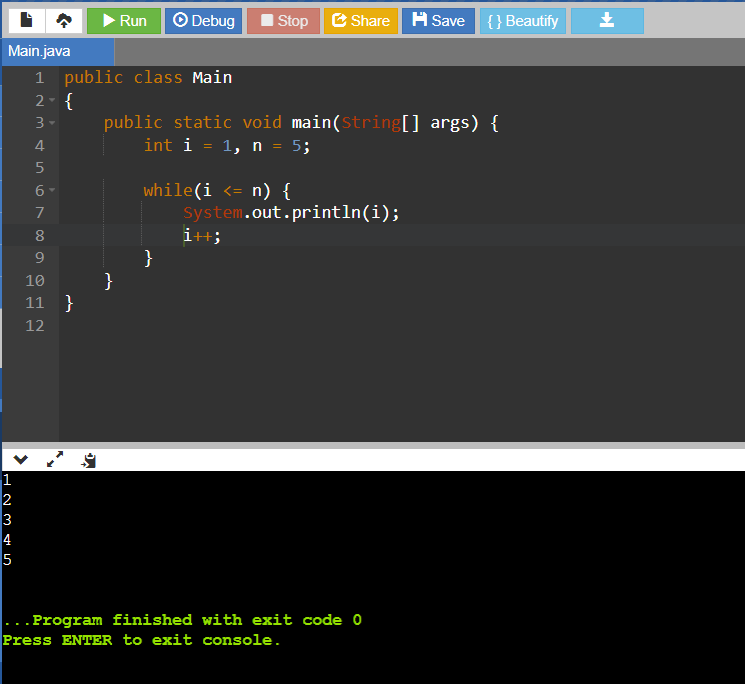 Run Debug Stop Share Save { } Beautify
Main.java
1 public class Main
2 {
3 public static void main(String[] args) {
4 int i = 1, n = 5;
5
6 while(i <= n) {
7 System.out.println(i);
8 i++;
9 }
10 }
11 }
12
1
2
3
4
5
...Program finished with exit code 0
Press ENTER to exit console.